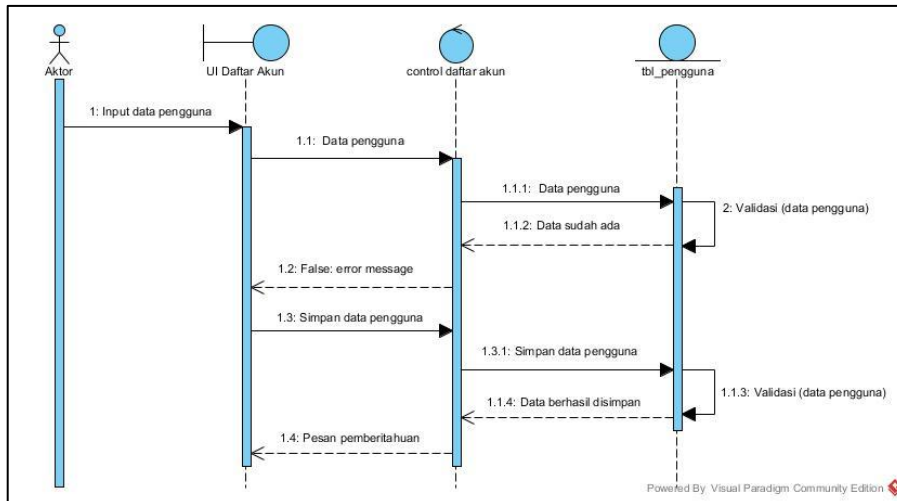 Aktor
UI Daftar Akun
control daftar akun
tbl_pengguna
1: Input data pengguna
1.1: Data pengguna
1.1.1: Data pengguna
2: Validasi (data pengguna)
1.1.2: Data sudah ada
1.2: False: error message
1.3: Simpan data pengguna
1.3.1: Simpan data pengguna
1.1.3: Validasi (data pengguna)
1.1.4: Data berhasil disimpan
1.4: Pesan pemberitahuan
Powered By Visual Paradigm Community Edition